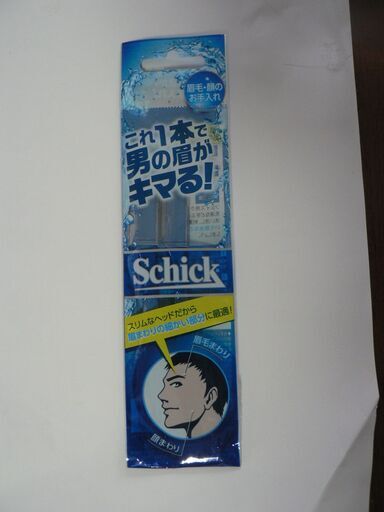 眉毛・顔の
お手入れ
これ1本で
男の眉が
キマる!
Schick
スリムなヘッドだから
眉まわりの細かい部分に最適!
眉毛まわり
顔まわり